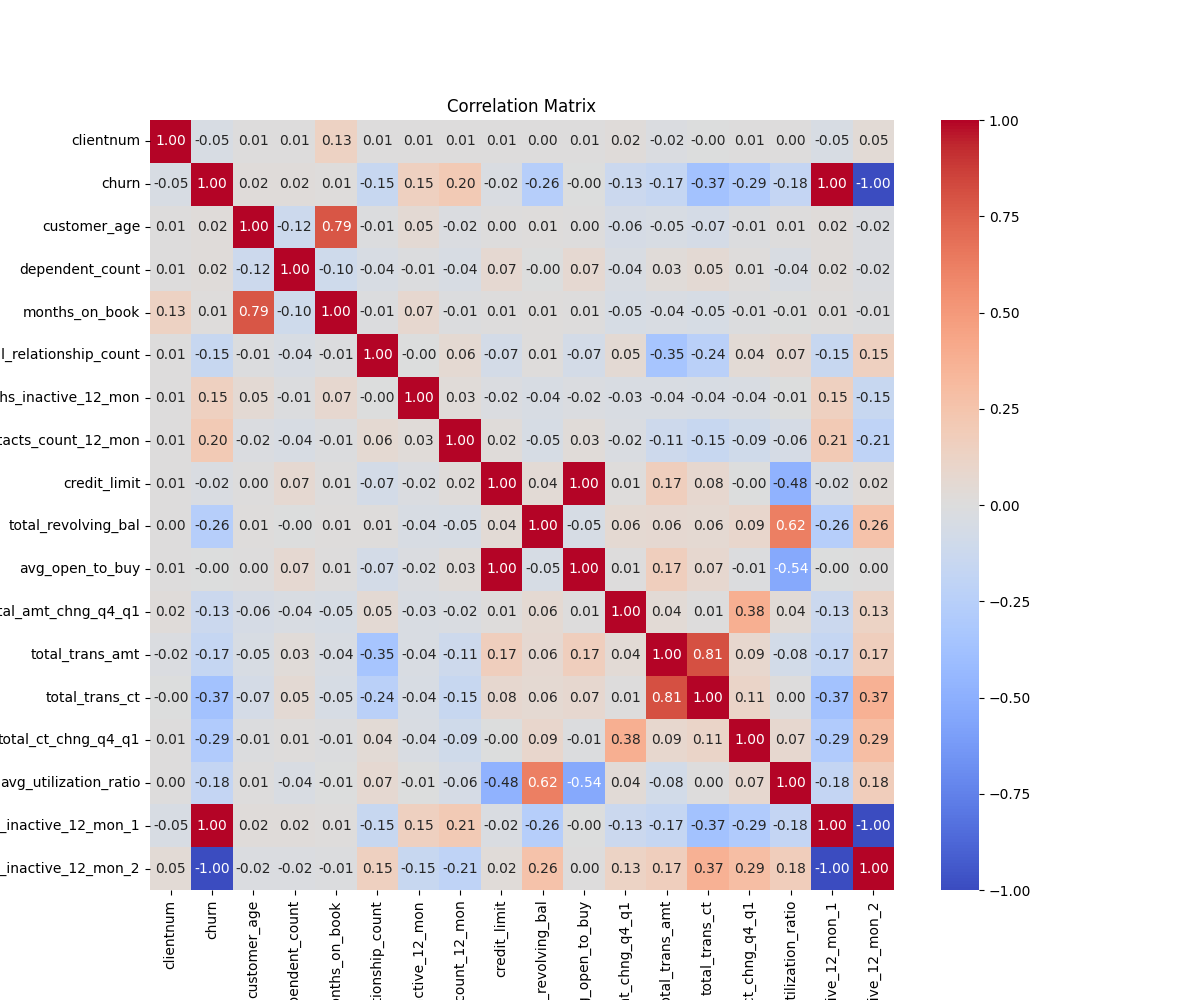 Correlation Matrix
clientnum 1.00 -0.05 0.01 0.01 0.13 0.01 0.01 0.01 0.01 0.00 0.01 0.02 -0.02 -0.00 0.01 0.00 -0.05 0.05
churn -0.05 1.00 0.02 0.02 0.01 -0.15 0.15 0.20 -0.02 -0.26 -0.00 -0.13 -0.17 -0.37 -0.29 -0.18 1.00 -1.00
customer_age 0.01 0.02 1.00 -0.12 0.79 -0.01 0.05 -0.02 0.00 0.01 0.00 -0.06 -0.05 -0.07 -0.01 0.01 0.02 -0.02
dependent_count 0.01 0.02 -0.12 1.00 -0.10 -0.04 -0.01 -0.04 0.07 -0.00 0.07 -0.04 0.03 0.05 0.01 -0.04 0.02 -0.02
months_on_book 0.13 0.01 0.79 -0.10 1.00 -0.01 0.07 -0.01 0.01 0.01 0.01 -0.05 -0.04 -0.05 -0.01 -0.01 0.01 -0.01
l_relationship_count 0.01 -0.15 -0.01 -0.04 -0.01 1.00 -0.00 0.06 -0.07 0.01 -0.07 0.05 -0.35 -0.24 0.04 0.07 -0.15 0.15
hs_inactive_12_mon 0.01 0.15 0.05 -0.01 0.07 -0.00 1.00 0.03 -0.02 -0.04 -0.02 -0.03 -0.04 -0.04 -0.04 -0.01 0.15 -0.15
tacts_count_12_mon 0.01 0.20 -0.02 -0.04 -0.01 0.06 0.03 1.00 0.02 -0.05 0.03 -0.02 -0.11 -0.15 -0.09 -0.06 0.21 -0.21
credit_limit 0.01 -0.02 0.00 0.07 0.01 -0.07 -0.02 0.02 1.00 0.04 1.00 0.01 0.17 0.08 -0.00 -0.48 -0.02 0.02
total_revolving_bal 0.00 -0.26 0.01 -0.00 0.01 0.01 -0.04 -0.05 0.04 1.00 -0.05 0.06 0.06 0.06 0.09 0.62 -0.26 0.26
avg_open_to_buy 0.01 -0.00 0.00 0.07 0.01 -0.07 -0.02 0.03 1.00 -0.05 1.00 0.01 0.17 0.07 -0.01 -0.54 -0.00 0.00
tal_amt_chng_q4_q1 0.02 -0.13 -0.06 -0.04 -0.05 0.05 -0.03 -0.02 0.01 0.06 0.01 1.00 0.04 0.01 0.38 0.04 -0.13 0.13
total_trans_amt -0.02 -0.17 -0.05 0.03 -0.04 -0.35 -0.04 -0.11 0.17 0.06 0.17 0.04 1.00 0.81 0.09 -0.08 -0.17 0.17
total_trans_ct -0.00 -0.37 -0.07 0.05 -0.05 -0.24 -0.04 -0.15 0.08 0.06 0.07 0.01 0.81 1.00 0.11 0.00 -0.37 0.37
total_ct_chng_q4_q1 0.01 -0.29 -0.01 0.01 -0.01 0.04 -0.04 -0.09 -0.00 0.09 -0.01 0.38 0.09 0.11 1.00 0.07 -0.29 0.29
avg_utilization_ratio 0.00 -0.18 0.01 -0.04 -0.01 0.07 -0.01 -0.06 -0.48 0.62 -0.54 0.04 -0.08 0.00 0.07 1.00 -0.18 0.18
_inactive_12_mon_1 -0.05 1.00 0.02 0.02 0.01 -0.15 0.15 0.21 -0.02 -0.26 -0.00 -0.13 -0.17 -0.37 -0.29 -0.18 1.00 -1.00
_inactive_12_mon_2 0.05 -1.00 -0.02 -0.02 -0.01 0.15 -0.15 -0.21 0.02 0.26 0.00 0.13 0.17 0.37 0.29 0.18 -1.00 1.00
clientnum
churn
customer_age
pendent_count
nths_on_book
tionship_count
ctive_12_mon
count_12_mon
credit_limit
_revolving_bal
_open_to_buy
t_chng_q4_q1
otal_trans_amt
total_trans_ct
ct_chng_q4_q1
tilization_ratio
ive_12_mon_1
ive_12_mon_2
1.00
0.75
0.50
0.25
0.00
−0.25
−0.50
−0.75
−1.00